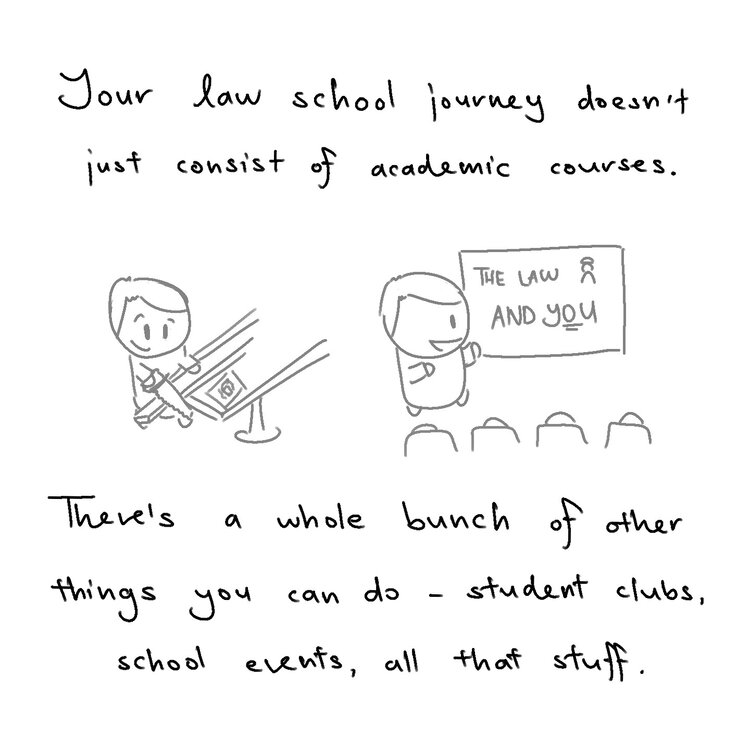 Your law school journey doesn't
just consist of academic courses.
THE LAW
AND YOU
There's a whole bunch of other
things you can do - student clubs,
school events, all that stuff.